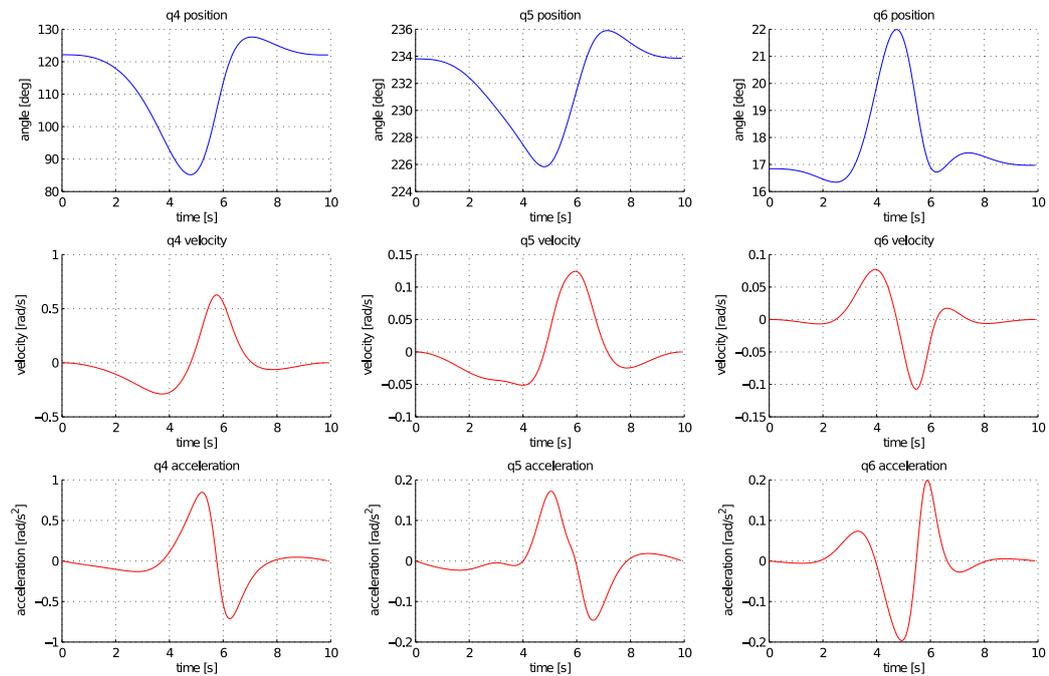 q4 position
q5 position
q6 position
130
120
110
100
90
80
angle [deg]
0 2 4 6 8 10
time [s]
236
234
232
230
228
226
224
angle [deg]
0 2 4 6 8 10
time [s]
22
21
20
19
18
17
16
angle [deg]
0 2 4 6 8 10
time [s]
q4 velocity
q5 velocity
q6 velocity
1
0.5
0
−0.5
velocity [rad/s]
0 2 4 6 8 10
time [s]
0.15
0.1
0.05
0
−0.05
−0.1
velocity [rad/s]
0 2 4 6 8 10
time [s]
0.1
0.05
0
−0.05
−0.1
−0.15
velocity [rad/s]
0 2 4 6 8 10
time [s]
q4 acceleration
q5 acceleration
q6 acceleration
1
0.5
0
−0.5
−1
acceleration [rad/s²]
0 2 4 6 8 10
time [s]
0.2
0.1
0
−0.1
−0.2
acceleration [rad/s²]
0 2 4 6 8 10
time [s]
0.2
0.1
0
−0.1
−0.2
acceleration [rad/s²]
0 2 4 6 8 10
time [s]